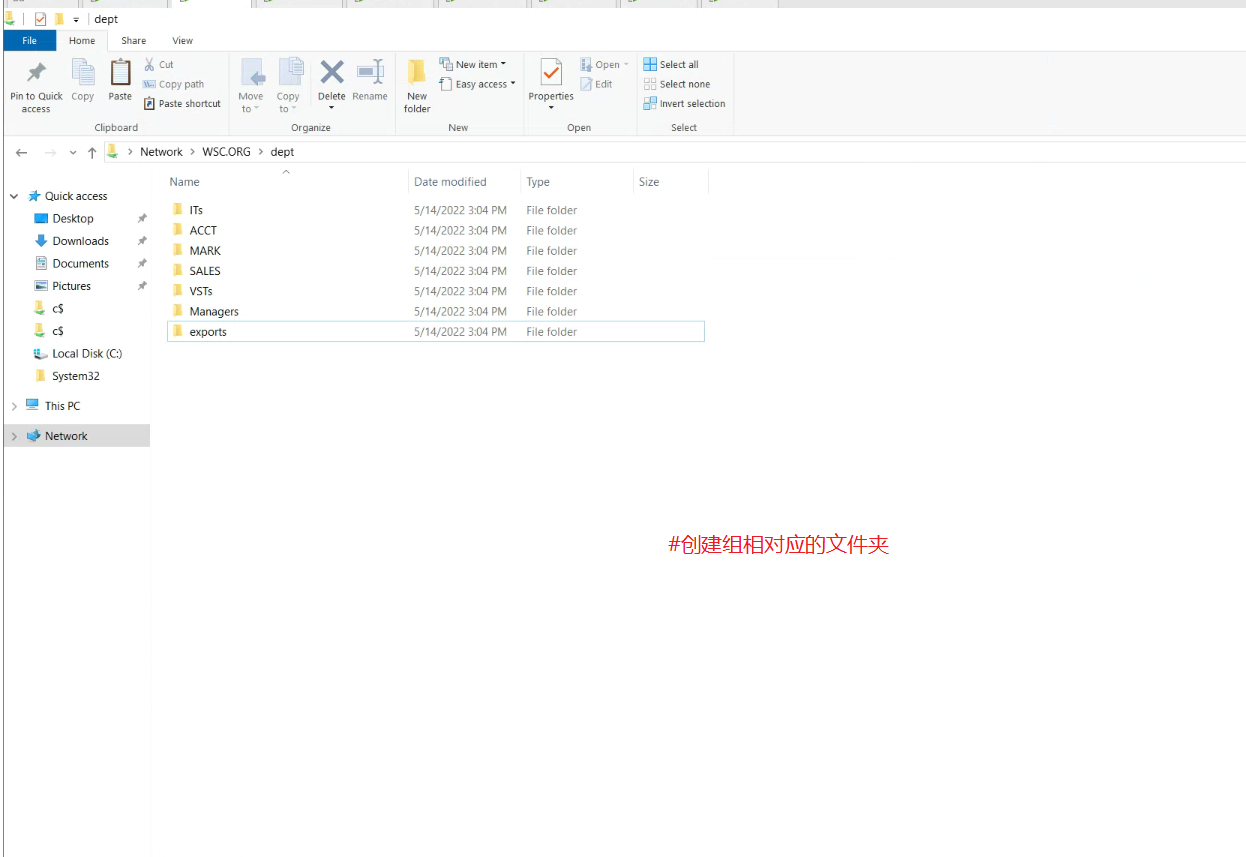 dept
File Home Share View
Pin to Quick access
Copy
Paste
Cut
Copy path
Paste shortcut
Clipboard
Move to
Copy to
Delete
Rename
Organize
New folder
New item
Easy access
New
Properties
Open
Edit
Open
Select all
Select none
Invert selection
Select
Network > WSC.ORG > dept
Name Date modified Type Size
Quick access
Desktop
Downloads
Documents
Pictures
c$
c$
Local Disk (C:)
System32
This PC
Network
ITs 5/14/2022 3:04 PM File folder
ACCT 5/14/2022 3:04 PM File folder
MARK 5/14/2022 3:04 PM File folder
SALES 5/14/2022 3:04 PM File folder
VSTs 5/14/2022 3:04 PM File folder
Managers 5/14/2022 3:04 PM File folder
exports 5/14/2022 3:04 PM File folder
#创建组相对应的文件夹